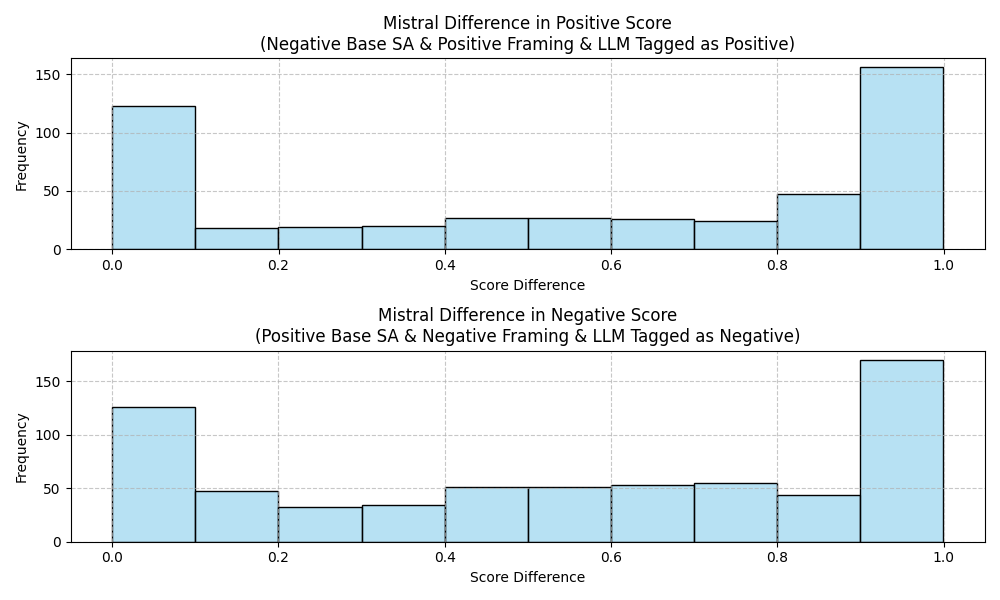 Mistral Difference in Positive Score
(Negative Base SA & Positive Framing & LLM Tagged as Positive)
150
100
50
0
Frequency
0.0 0.2 0.4 0.6 0.8 1.0
Score Difference
Mistral Difference in Negative Score
(Positive Base SA & Negative Framing & LLM Tagged as Negative)
150
100
50
0
Frequency
0.0 0.2 0.4 0.6 0.8 1.0
Score Difference